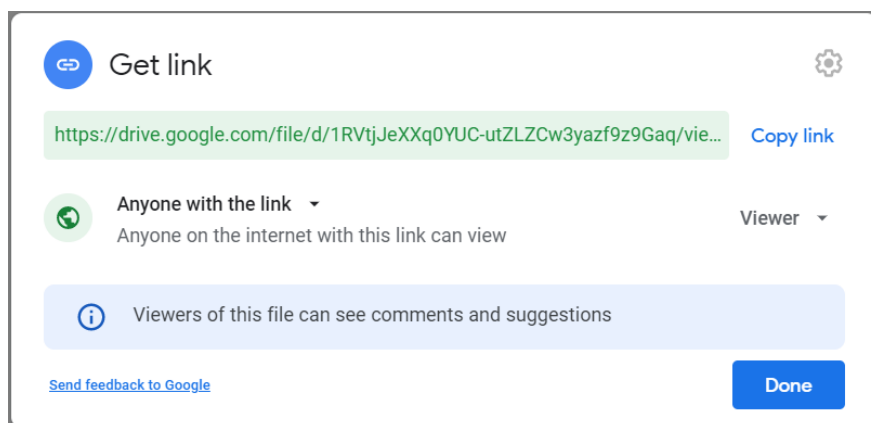 Get link
https://drive.google.com/file/d/1RVtjJeXXq0YUC-utZLZCw3yazf9z9Gaq/vie...
Copy link
Anyone with the link
Anyone on the internet with this link can view
Viewer
Viewers of this file can see comments and suggestions
Send feedback to Google
Done